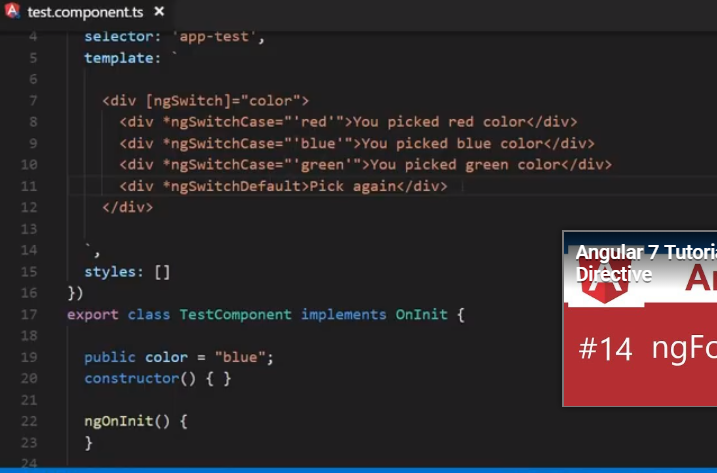 test.component.ts ×
4 selector: 'app-test',
5 template: `
6
7 <div [ngSwitch]="color">
8 <div *ngSwitchCase="'red'">You picked red color</div>
9 <div *ngSwitchCase="'blue'">You picked blue color</div>
10 <div *ngSwitchCase="'green'">You picked green color</div>
11 <div *ngSwitchDefault>Pick again</div>
12 </div>
13
14 `,
15 styles: []
16 })
17 export class TestComponent implements OnInit {
18
19 public color = "blue";
20 constructor() { }
21
22 ngOnInit() {
23 }
24
Angular 7 Tutoria
Directive
A
An
#14 ngFo